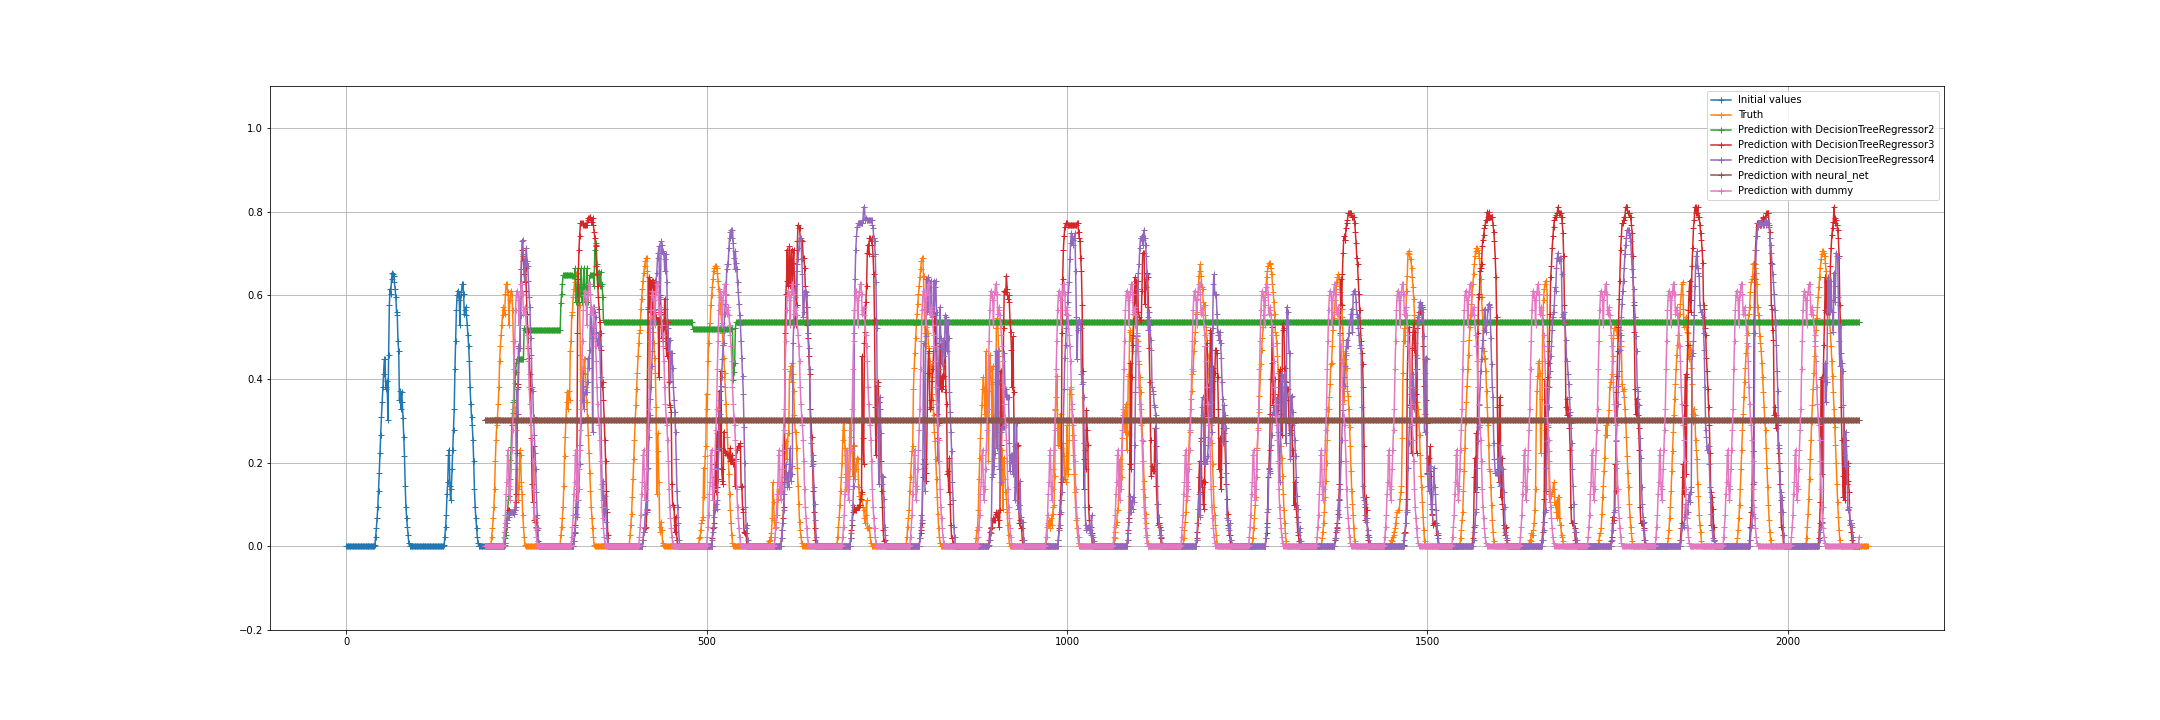 Initial values
Truth
Prediction with DecisionTreeRegressor2
Prediction with DecisionTreeRegressor3
Prediction with DecisionTreeRegressor4
Prediction with neural_net
Prediction with dummy
1.0
0.8
0.6
0.4
0.2
0.0
−0.2
0 500 1000 1500 2000